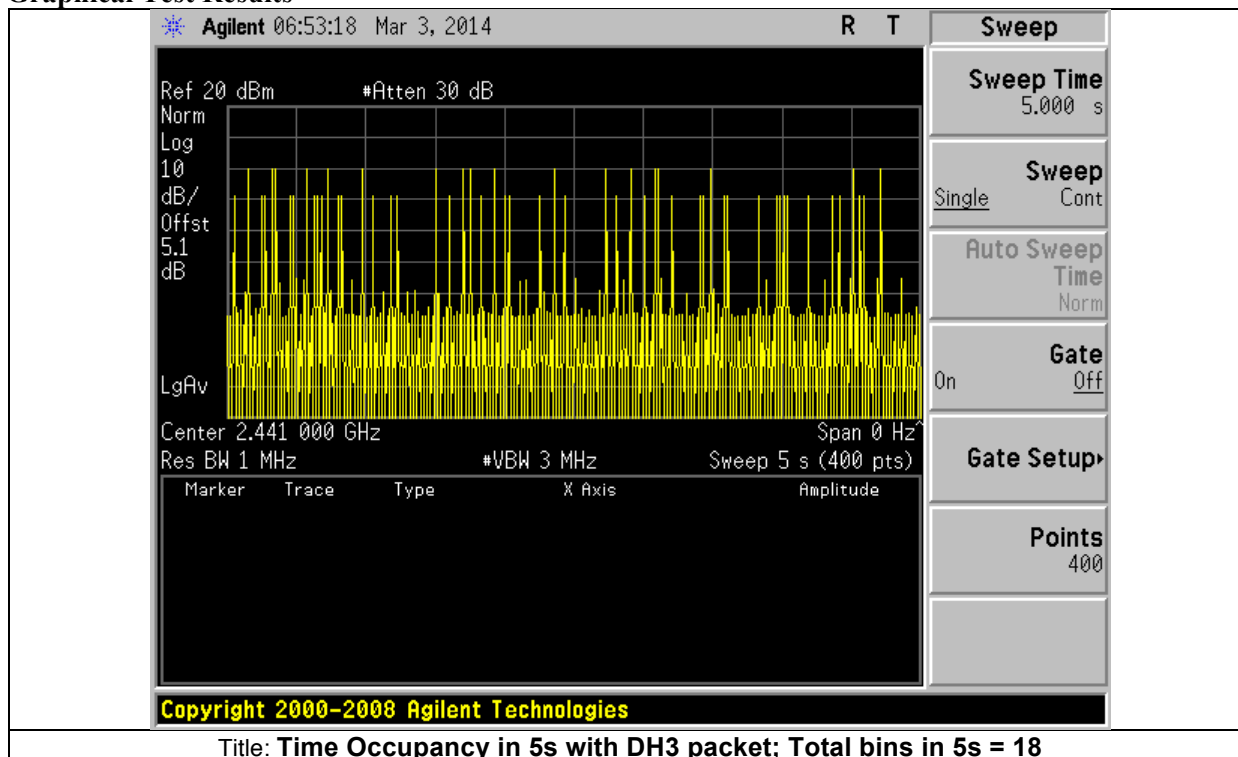 Graphical Test Results
Agilent 06:53:18 Mar 3, 2014 R T
Ref 20 dBm #Atten 30 dB
Norm
Log
10
dB/
Offst
5.1
dB
LgAv
Center 2.441 000 GHz Span 0 Hz^
Res BW 1 MHz #VBW 3 MHz Sweep 5 s (400 pts)
Marker Trace Type X Axis Amplitude
Sweep
Sweep Time
5.000 s
Sweep
Single Cont
Auto Sweep
Time
Norm
Gate
On Off
Gate Setup▸
Points
400
Copyright 2000-2008 Agilent Technologies
Title: Time Occupancy in 5s with DH3 packet; Total bins in 5s = 18